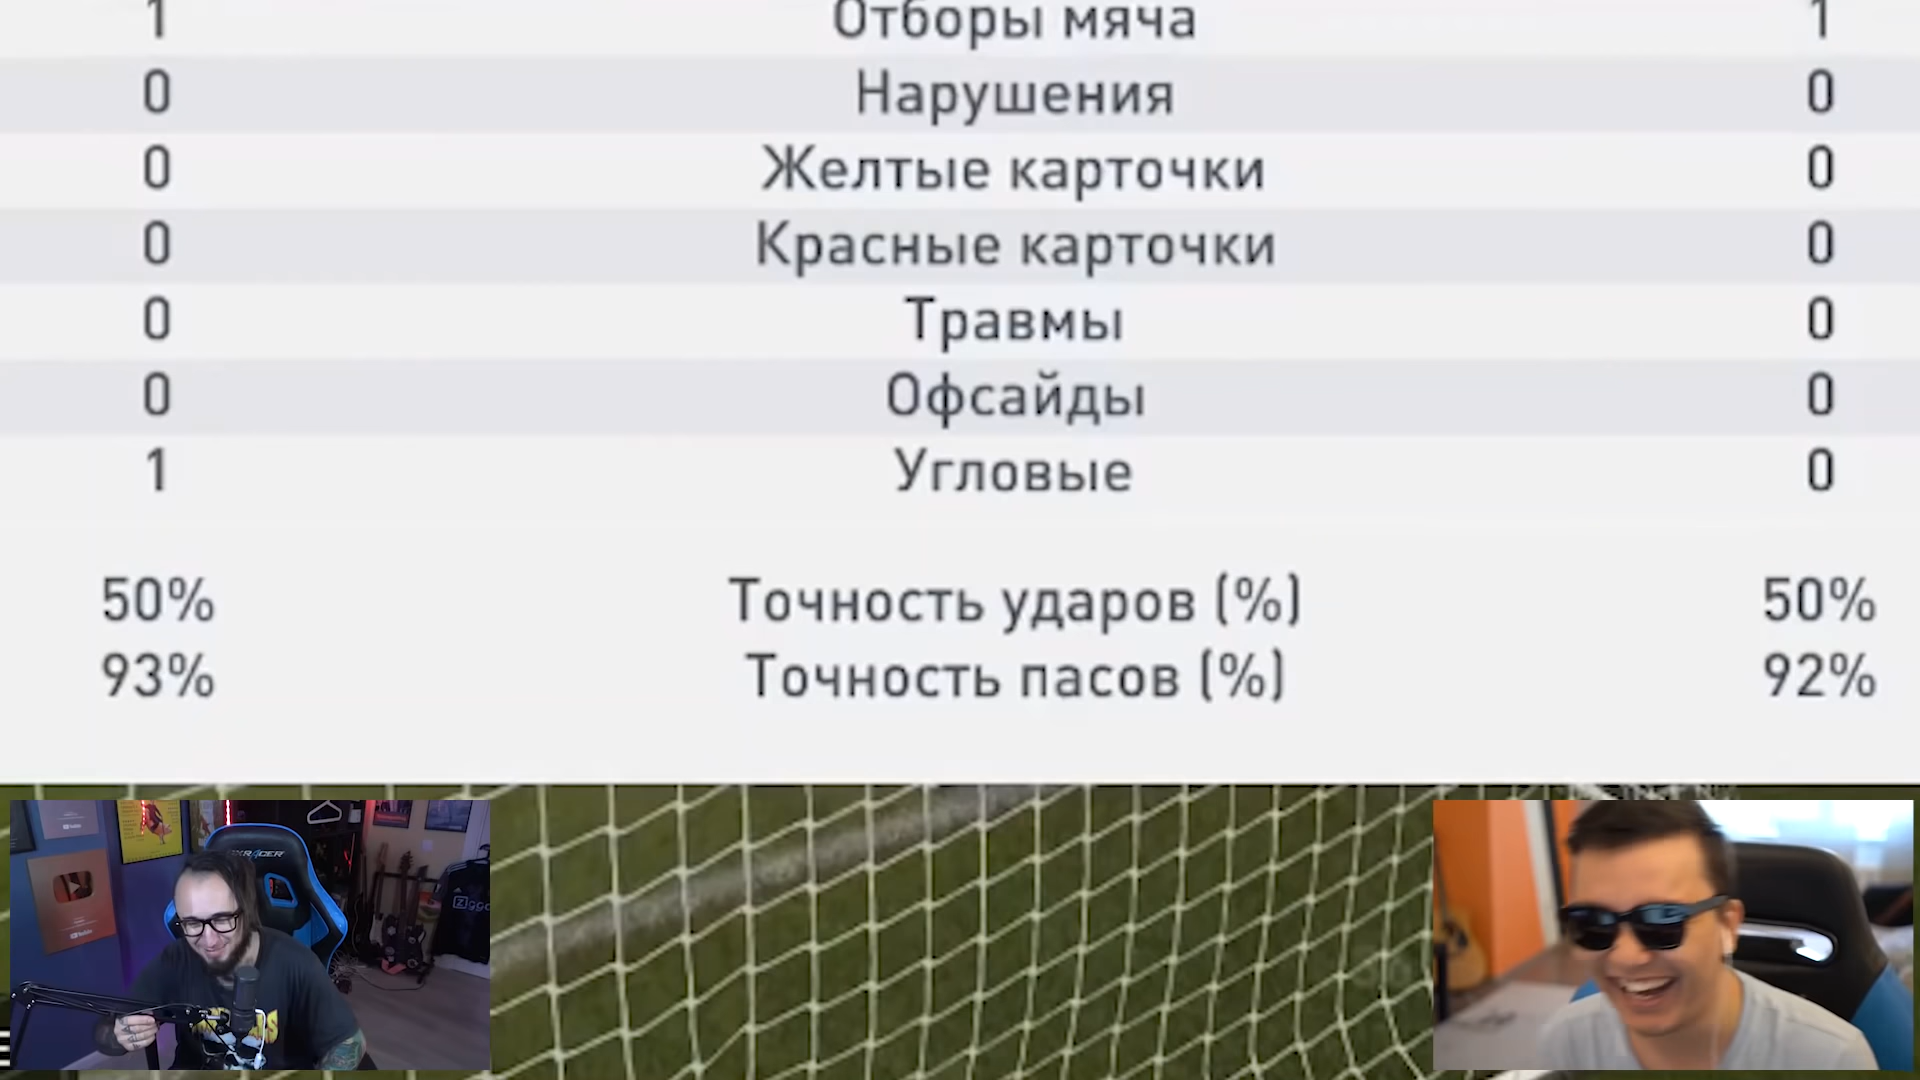 1 Отборы мяча 1
0 Нарушения 0
0 Желтые карточки 0
0 Красные карточки 0
0 Травмы 0
0 Офсайды 0
1 Угловые 0
50% Точность ударов (%) 50%
93% Точность пасов (%) 92%